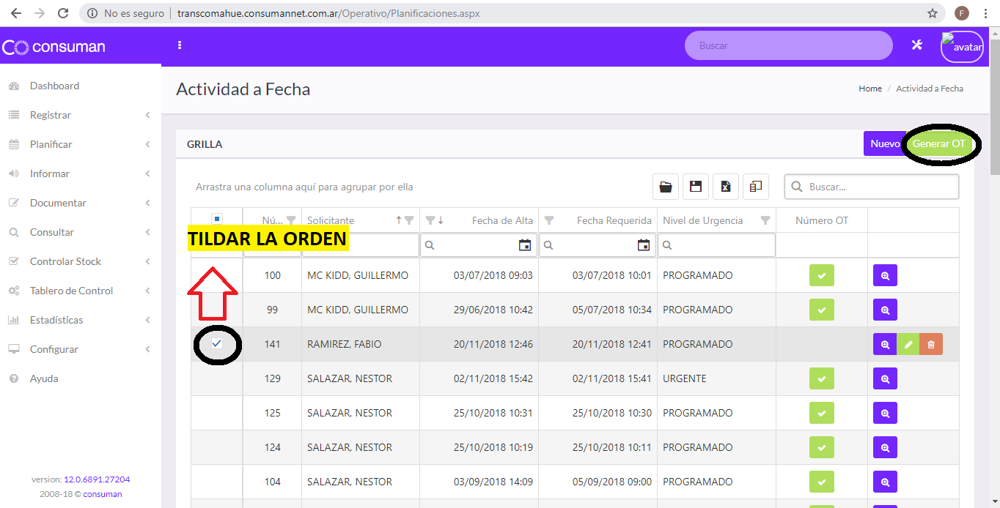 No es seguro | transcomahue.consumannet.com.ar/Operativo/Planificaciones.aspx F
consuman Buscar avatar
Dashboard
Registrar
Planificar
Informar
Documentar
Consultar
Controlar Stock
Tablero de Control
Estadísticas
Configurar
Ayuda
version: 12.0.6891.27204
2008-18 © consuman
Actividad a Fecha Home / Actividad a Fecha
GRILLA Nuevo Generar OT
Arrastra una columna aquí para agrupar por ella Buscar...
Nú... Solicitante Fecha de Alta Fecha Requerida Nivel de Urgencia Número OT
TILDAR LA ORDEN
100 MC KIDD, GUILLERMO 03/07/2018 09:03 03/07/2018 10:01 PROGRAMADO
99 MC KIDD, GUILLERMO 29/06/2018 10:42 05/07/2018 10:34 PROGRAMADO
141 RAMIREZ, FABIO 20/11/2018 12:46 20/11/2018 12:41 PROGRAMADO
129 SALAZAR, NESTOR 02/11/2018 15:42 02/11/2018 15:41 URGENTE
125 SALAZAR, NESTOR 25/10/2018 10:31 25/10/2018 10:30 PROGRAMADO
124 SALAZAR, NESTOR 25/10/2018 10:19 25/10/2018 10:11 PROGRAMADO
104 SALAZAR, NESTOR 03/09/2018 14:09 05/09/2018 09:00 PROGRAMADO